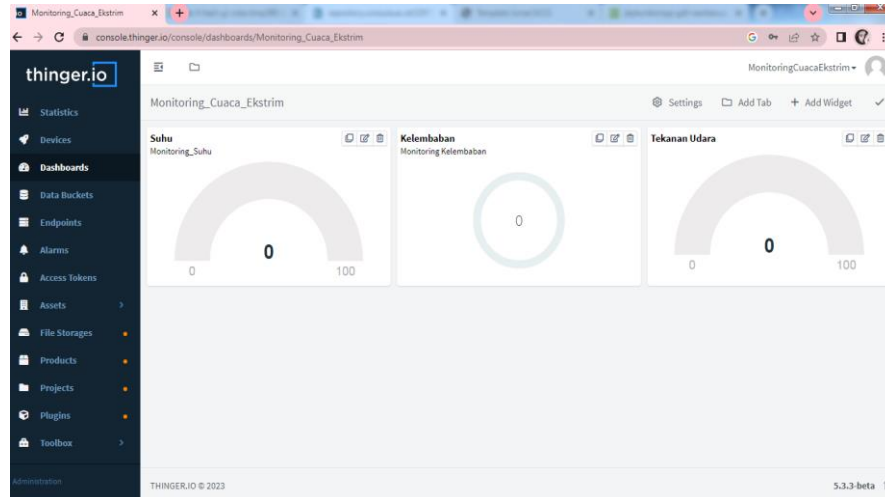 Monitoring_Cuaca_Ekstrim
console.thinger.io/console/dashboards/Monitoring_Cuaca_Ekstrim
thinger.io
MonitoringCuacaEkstrim
Monitoring_Cuaca_Ekstrim
Settings
Add Tab
+ Add Widget
Statistics
Devices
Dashboards
Data Buckets
Endpoints
Alarms
Access Tokens
Assets
File Storages
Products
Projects
Plugins
Toolbox
Administration
Suhu
Monitoring_Suhu
0
0 100
Kelembaban
Monitoring Kelembaban
0
Tekanan Udara
0
0 100
THINGER.IO © 2023
5.3.3-beta